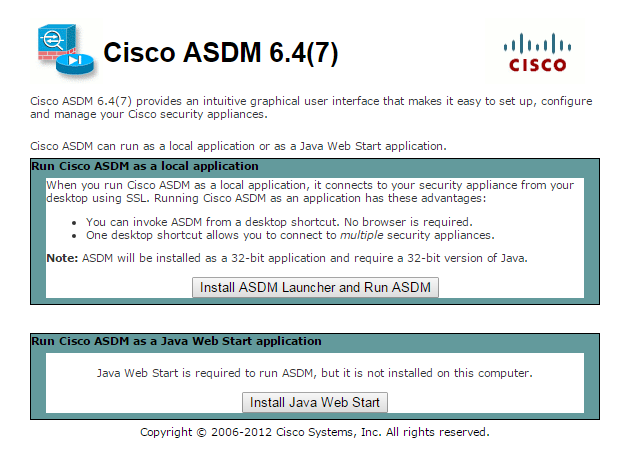 Cisco ASDM 6.4(7)
CISCO
Cisco ASDM 6.4(7) provides an intuitive graphical user interface that makes it easy to set up, configure
and manage your Cisco security appliances.
Cisco ASDM can run as a local application or as a Java Web Start application.
Run Cisco ASDM as a local application
When you run Cisco ASDM as a local application, it connects to your security appliance from your
desktop using SSL. Running Cisco ASDM as an application has these advantages:
• You can invoke ASDM from a desktop shortcut. No browser is required.
• One desktop shortcut allows you to connect to multiple security appliances.
Note: ASDM will be installed as a 32-bit application and require a 32-bit version of Java.
Install ASDM Launcher and Run ASDM
Run Cisco ASDM as a Java Web Start application
Java Web Start is required to run ASDM, but it is not installed on this computer.
Install Java Web Start
Copyright © 2006-2012 Cisco Systems, Inc. All rights reserved.